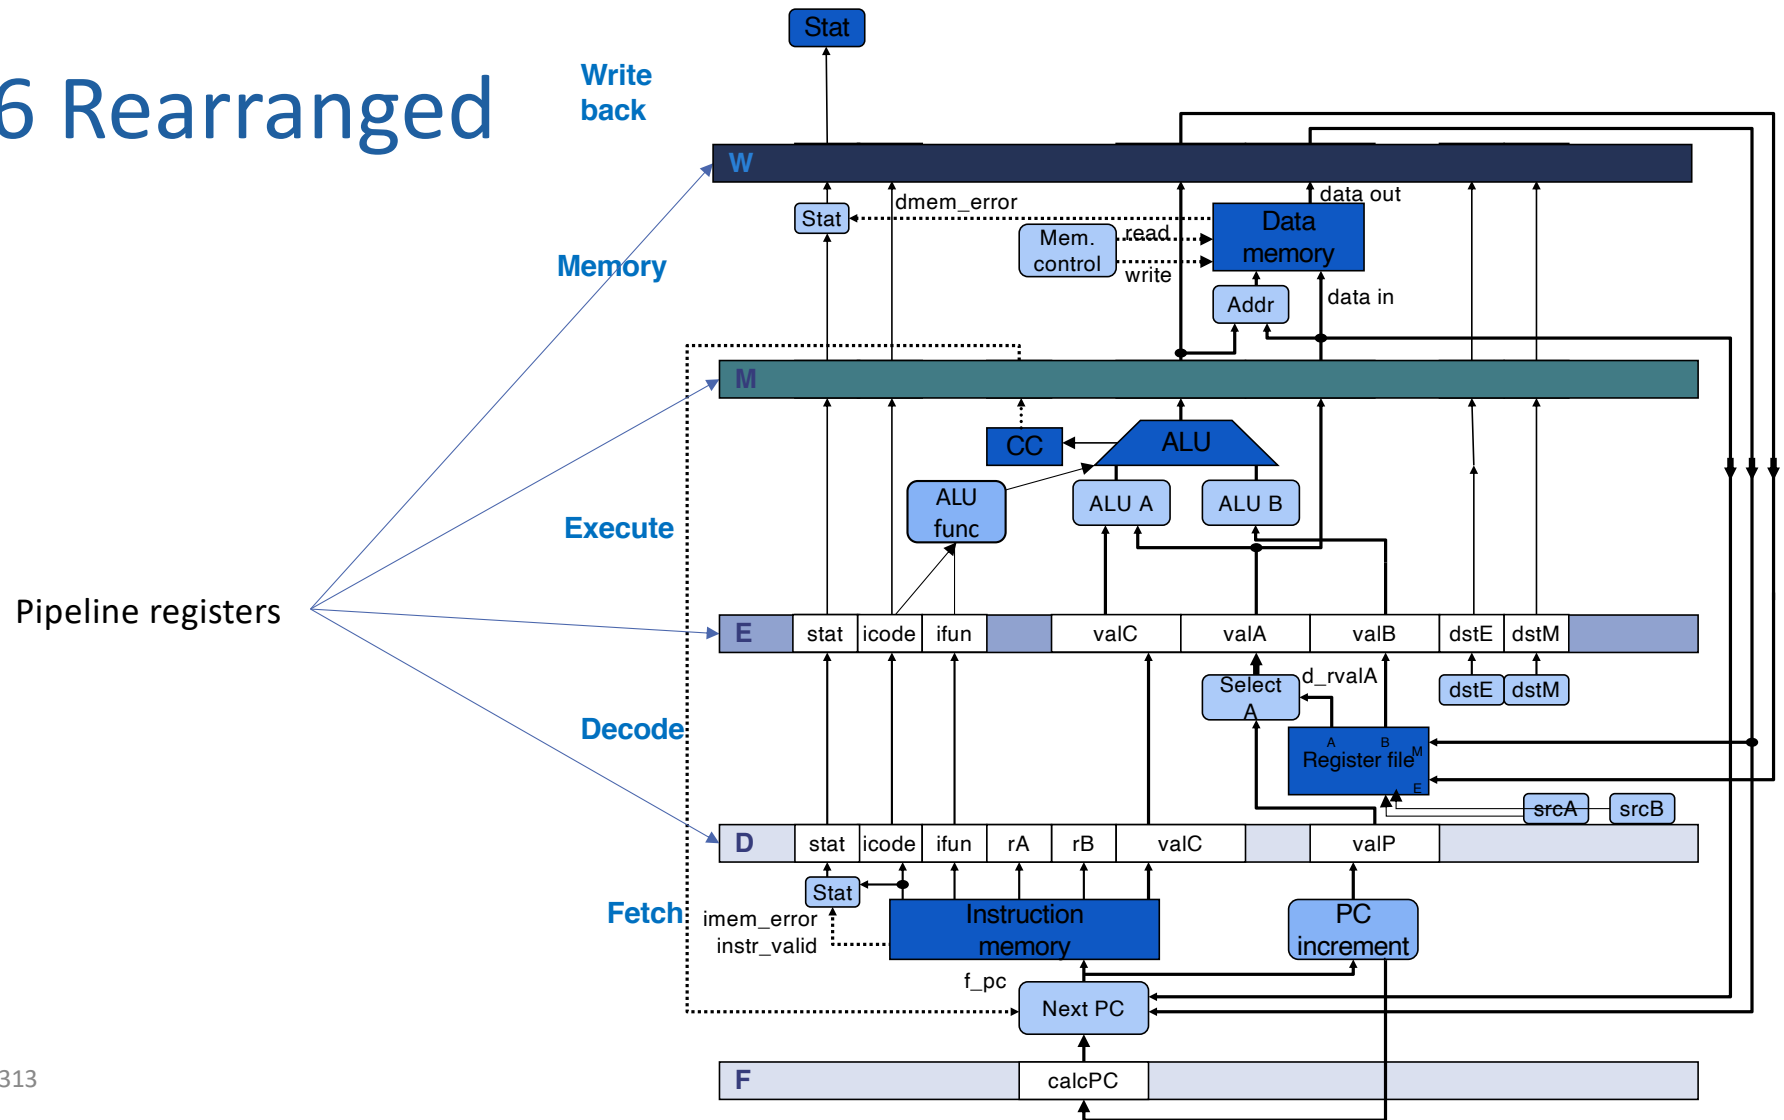 6 Rearranged
Stat
Write
back
W
dmem_error
data out
Stat
Mem.
control
read
write
Data
memory
Memory
Addr
data in
M
CC
ALU
ALU
func
ALU A
ALU B
Execute
Pipeline registers
E
stat
icode
ifun
valC
valA
valB
dstE
dstM
Select
A
d_rvalA
dstE
dstM
Decode
A
B
M
Register file
E
srcA
srcB
D
stat
icode
ifun
rA
rB
valC
valP
Stat
Fetch
imem_error
instr_valid
Instruction
memory
PC
increment
f_pc
Next PC
313
F
calcPC